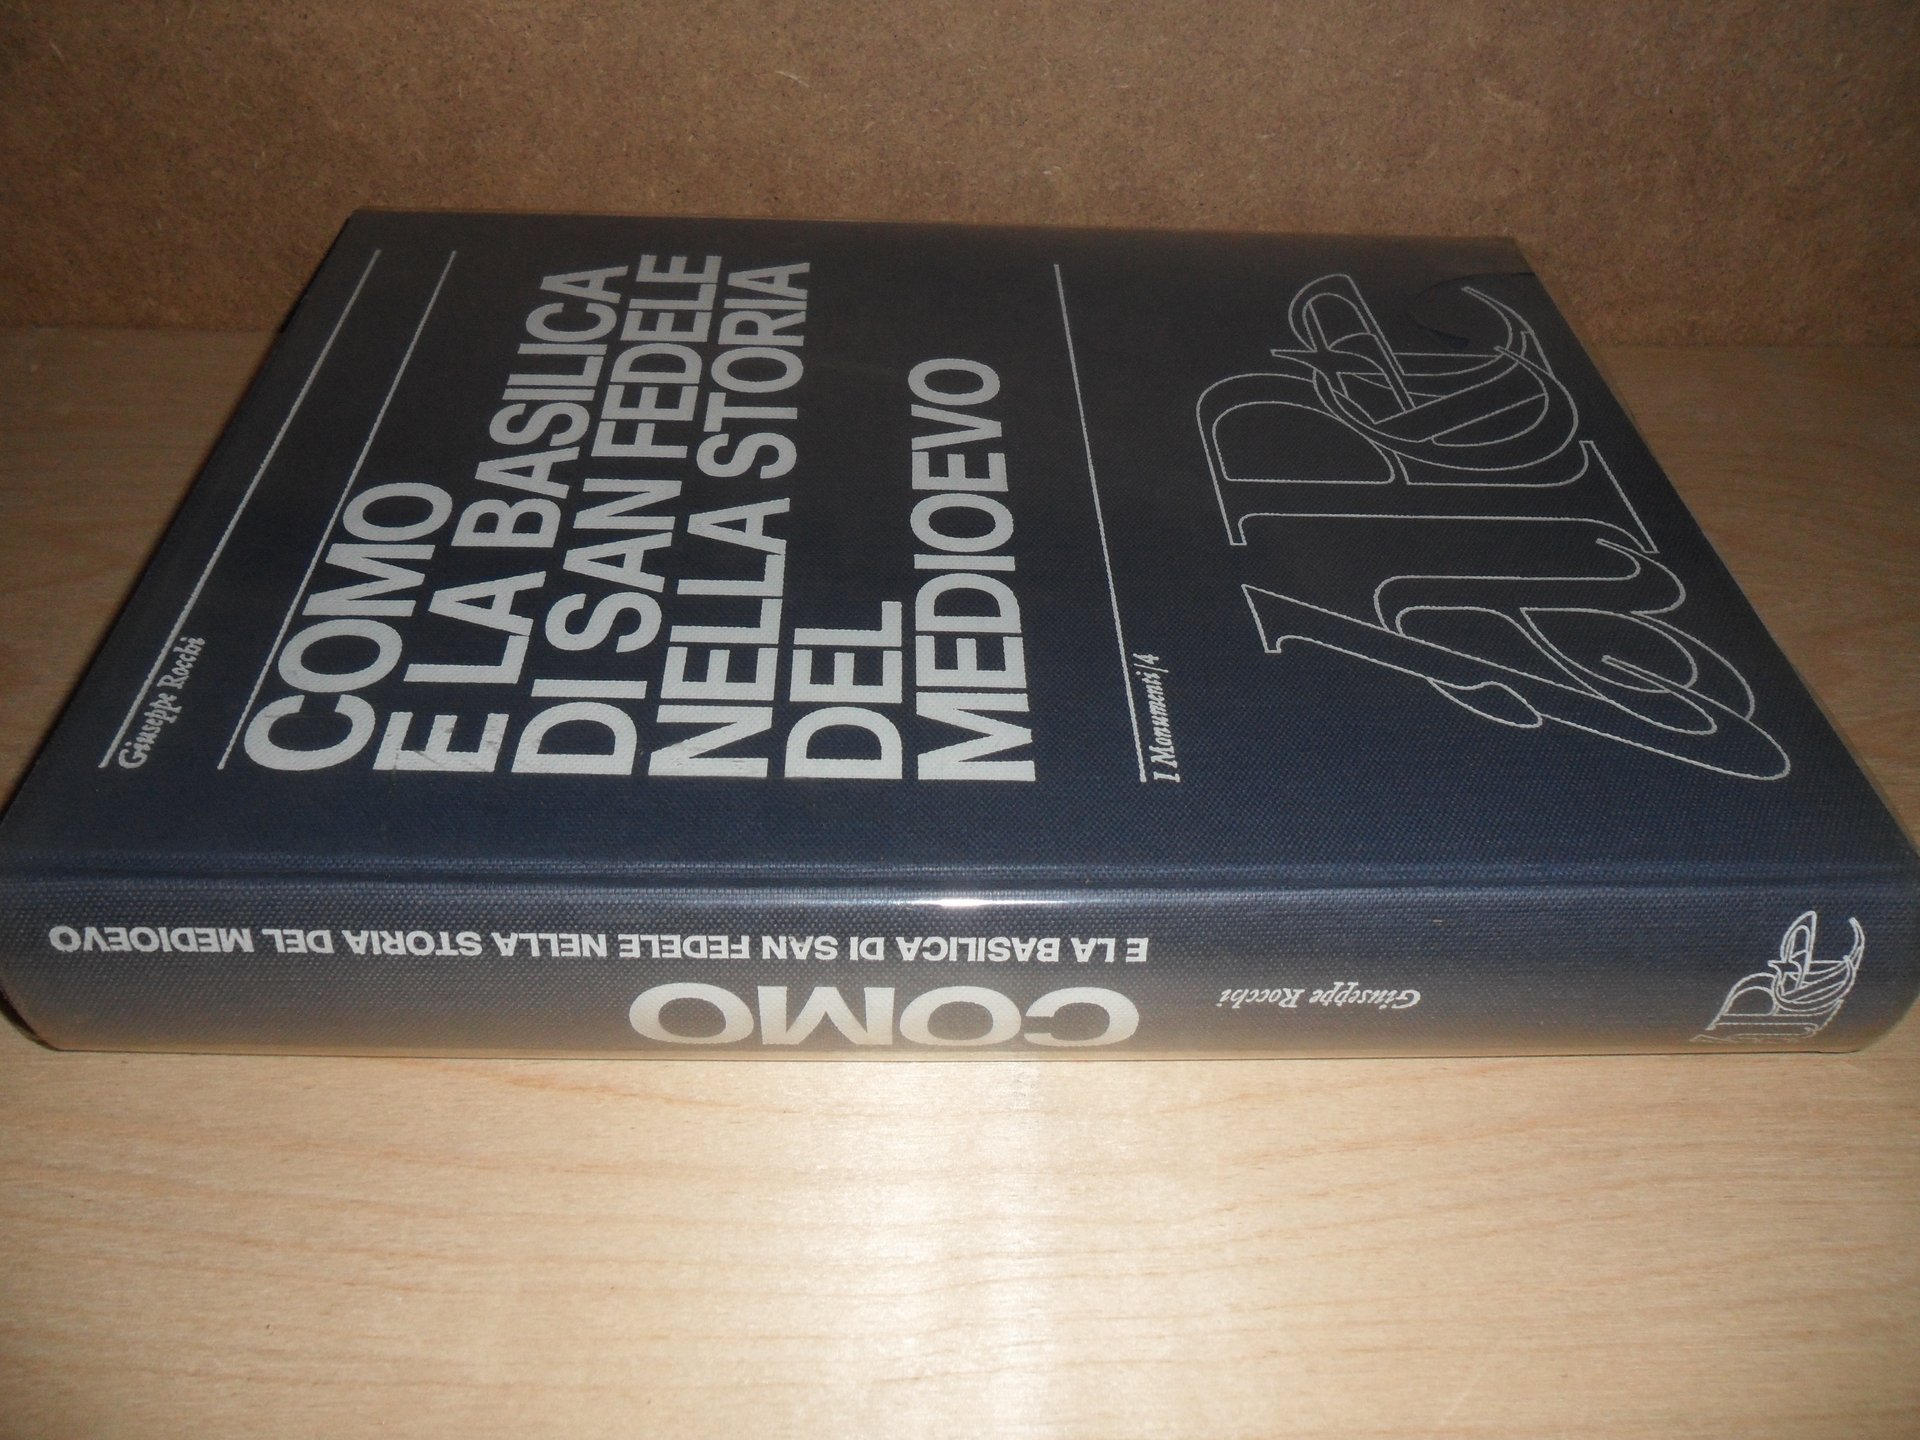 Giuseppe Rocchi
COMO
E LA BASILICA
DI SAN FEDELE
NELLA STORIA
DEL
MEDIOEVO
I Monumenti/4
COMO
E LA BASILICA DI SAN FEDELE NELLA STORIA DEL MEDIOEVO
Giuseppe Rocchi